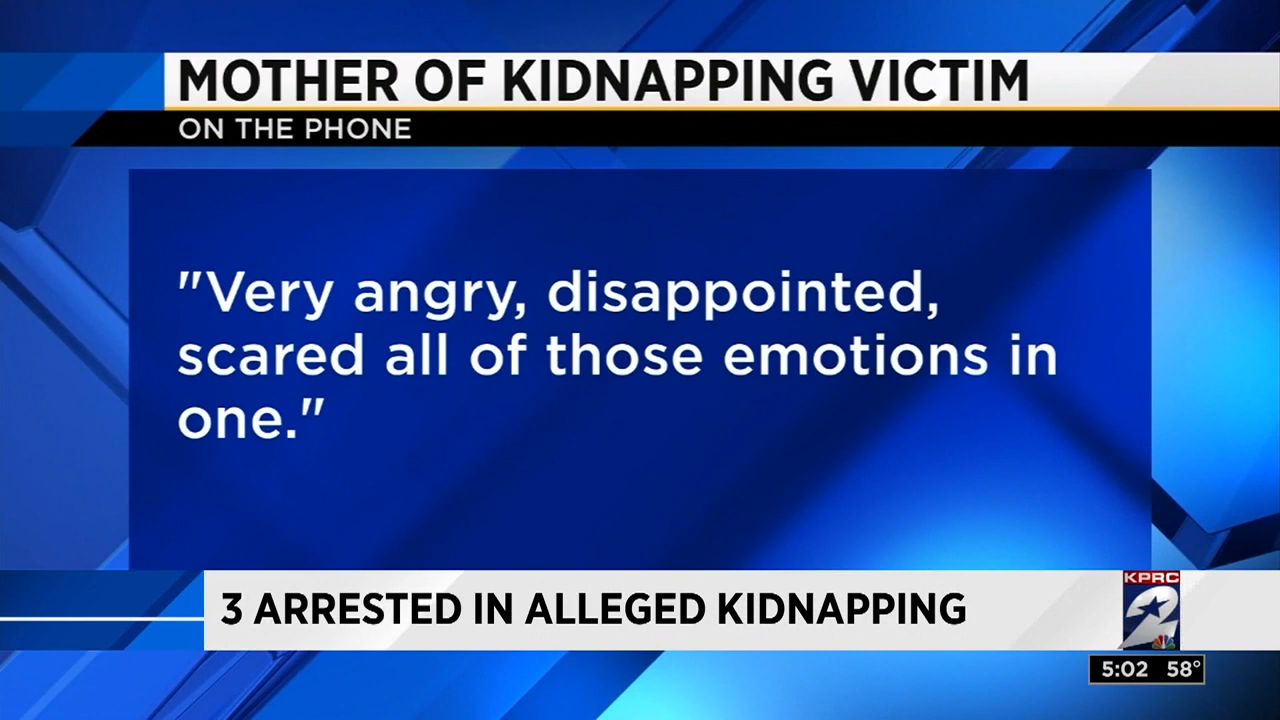 MOTHER OF KIDNAPPING VICTIM
ON THE PHONE
"Very angry, disappointed,
scared all of those emotions in
one."
3 ARRESTED IN ALLEGED KIDNAPPING
KPRC
2
5:02 58°